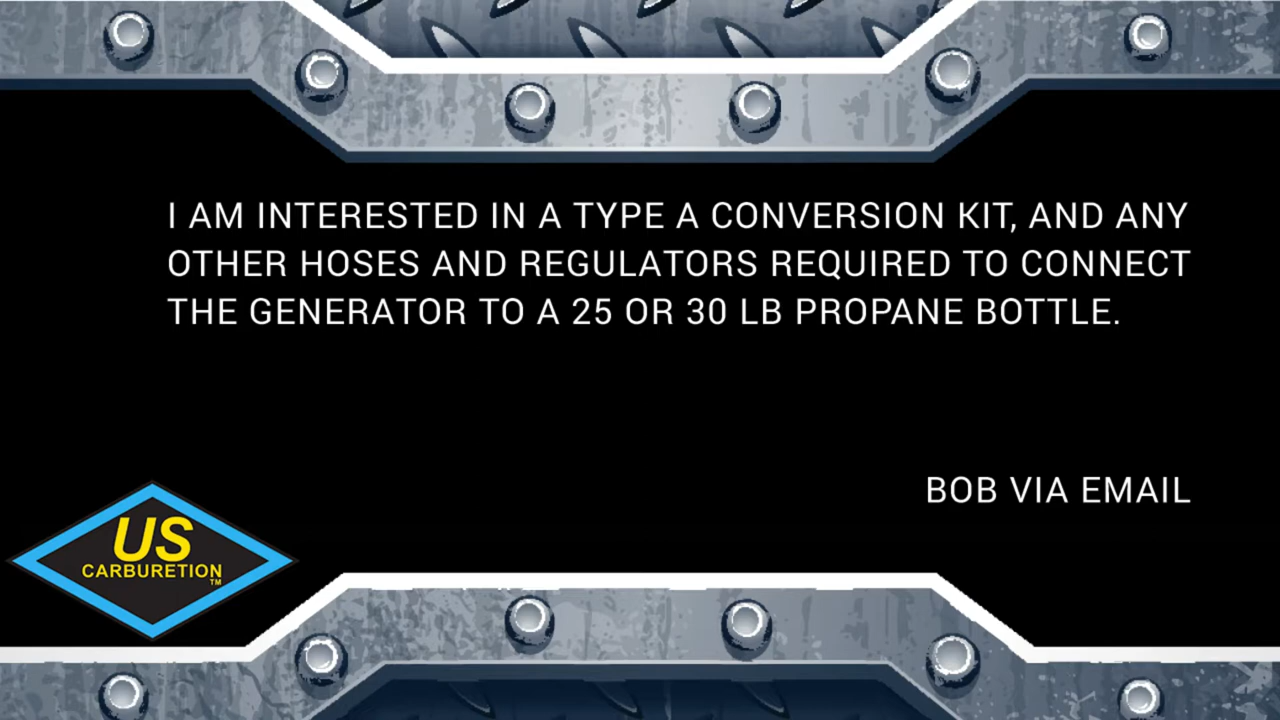 I AM INTERESTED IN A TYPE A CONVERSION KIT, AND ANY
OTHER HOSES AND REGULATORS REQUIRED TO CONNECT
THE GENERATOR TO A 25 OR 30 LB PROPANE BOTTLE.
BOB VIA EMAIL
US
CARBURETION
TM